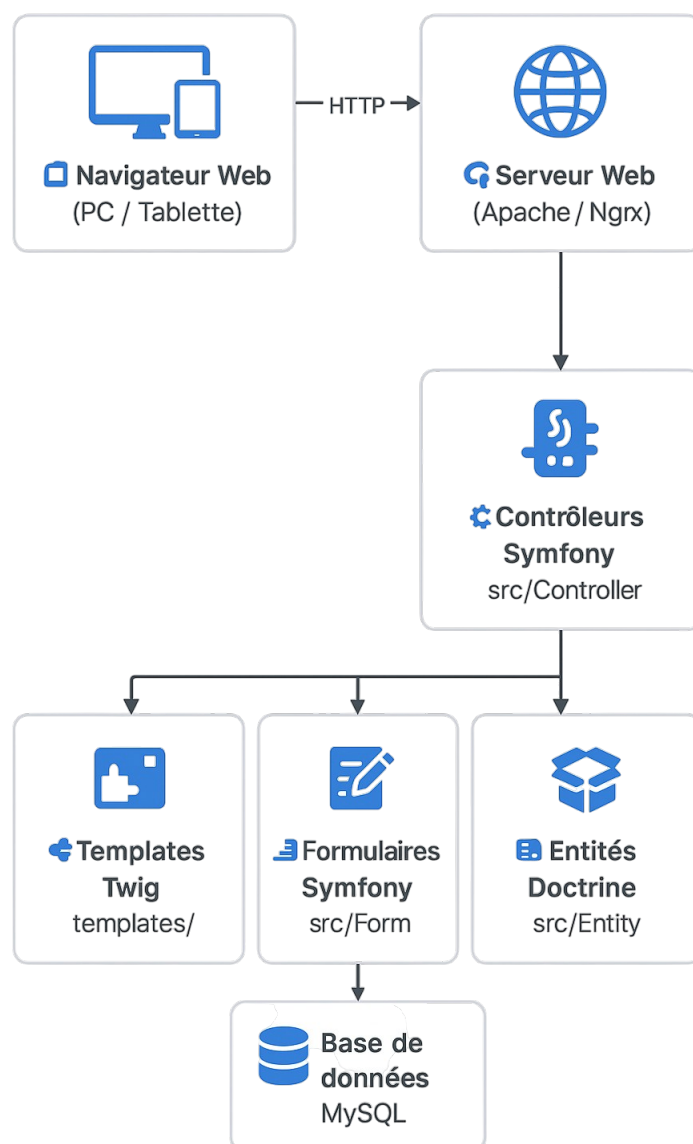 HTTP
Navigateur Web
(PC / Tablette)
Serveur Web
(Apache / Ngrx)
Contrôleurs
Symfony
src/Controller
Templates
Twig
templates/
Formulaires
Symfony
src/Form
Entités
Doctrine
src/Entity
Base de
données
MySQL